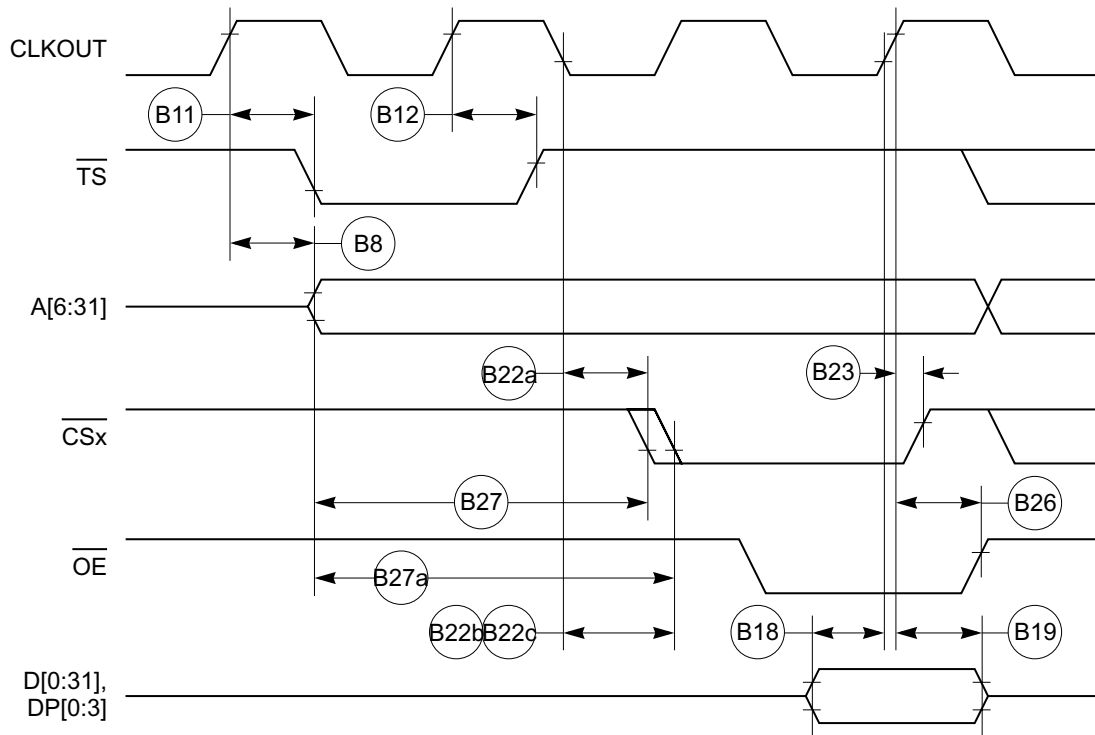 CLKOUT
B11
B12
TS
B8
A[6:31]
B22a
B23
CSx
B27
B26
OE
B27a
B22b
B22c
B18
B19
D[0:31],
DP[0:3]